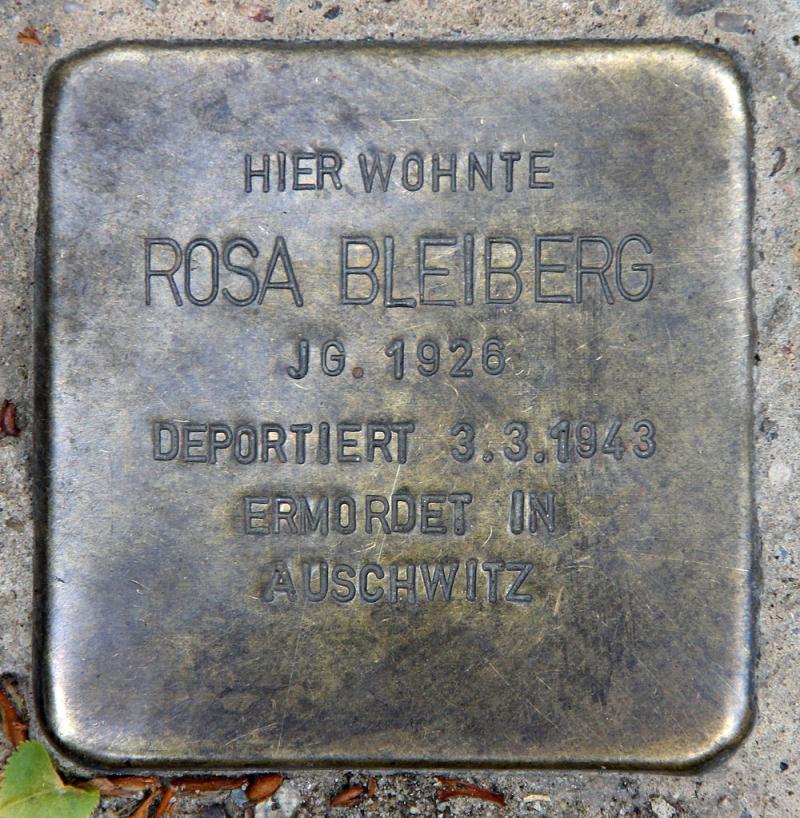 HIER WOHNTE
ROSA BLEIBERG
JG. 1926
DEPORTIERT 3.3.1943
ERMORDET IN
AUSCHWITZ